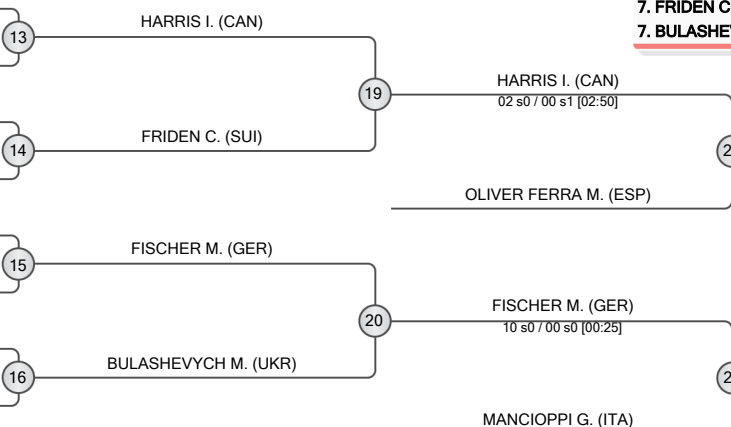 7. FRIDEN C
7. BULASHE
HARRIS I. (CAN)
13
19
HARRIS I. (CAN)
02 s0 / 00 s1 [02:50]
14
FRIDEN C. (SUI)
2
OLIVER FERRA M. (ESP)
15
FISCHER M. (GER)
20
FISCHER M. (GER)
10 s0 / 00 s0 [00:25]
16
BULASHEVYCH M. (UKR)
2
MANCIOPPI G. (ITA)